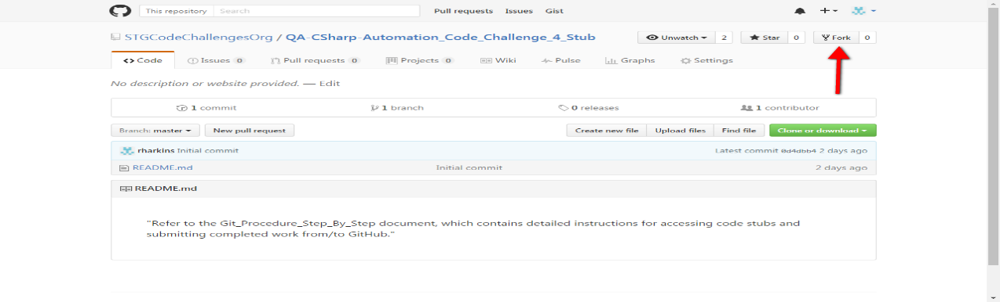 This repository Search Pull requests Issues Gist
STGCodeChallengesOrg / QA-CSharp-Automation_Code_Challenge_4_Stub Unwatch 2 Star 0 Fork 0
Code Issues 0 Pull requests 0 Projects 0 Wiki Pulse Graphs Settings
No description or website provided. — Edit
1 commit 1 branch 0 releases 1 contributor
Branch: master New pull request Create new file Upload files Find file Clone or download
rharkins Initial commit Latest commit 0d4dbb4 2 days ago
README.md Initial commit 2 days ago
README.md
"Refer to the Git_Procedure_Step_By_Step document, which contains detailed instructions for accessing code stubs and
submitting completed work from/to GitHub."